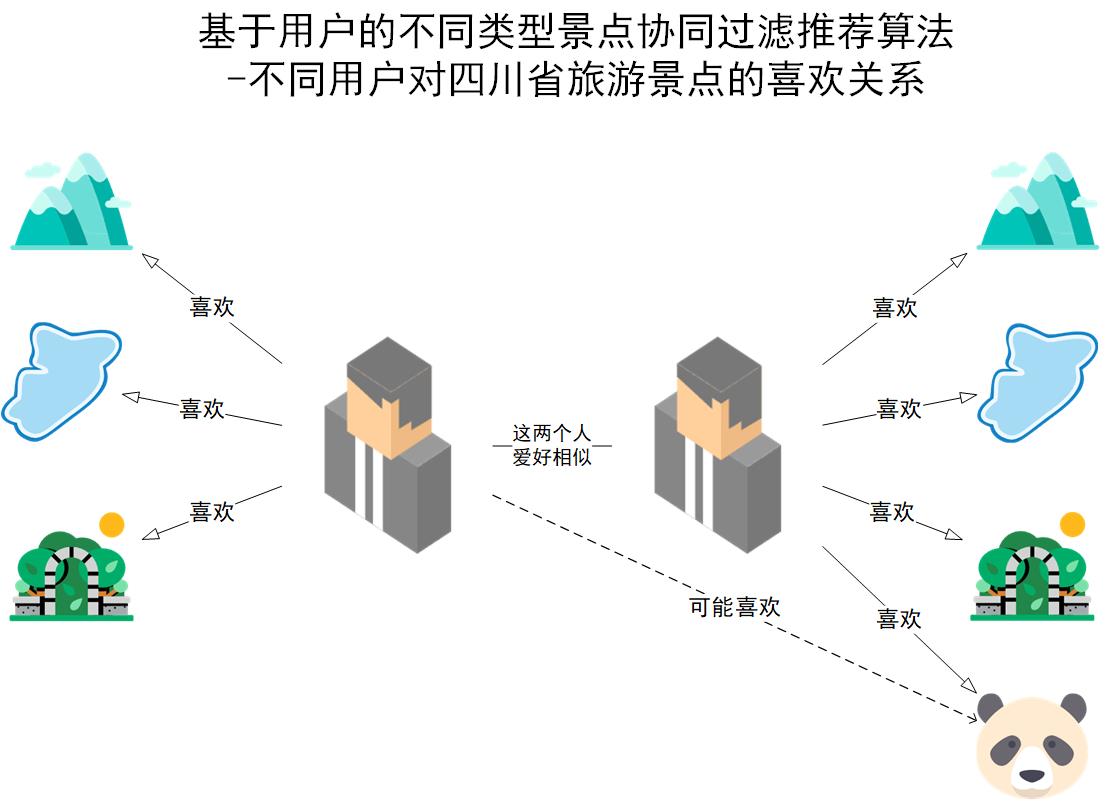 基于用户的不同类型景点协同过滤推荐算法
-不同用户对四川省旅游景点的喜欢关系
喜欢
喜欢
喜欢
喜欢
这两个人
爱好相似
喜欢
喜欢
可能喜欢
喜欢